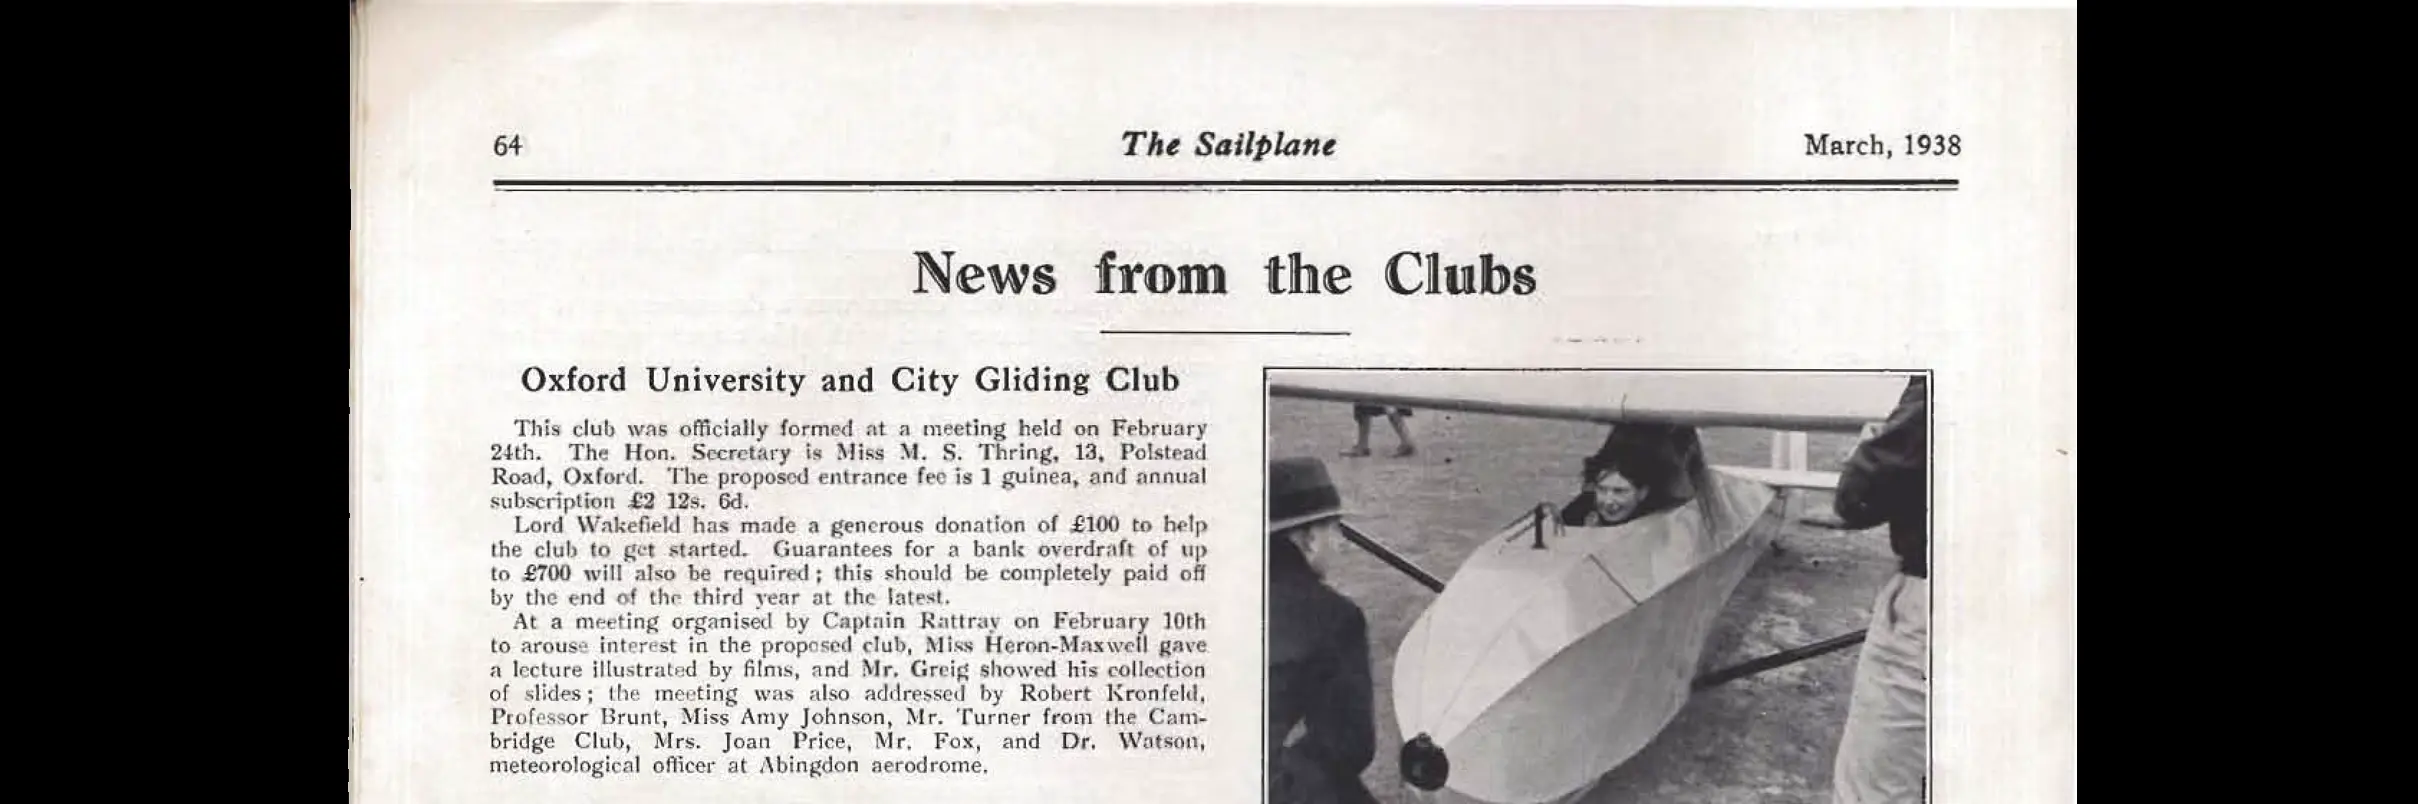 64
The Sailplane
March, 1938
News from the Clubs
Oxford University and City Gliding Club
This club was officially formed at a meeting held on February
24th. The Hon. Secretary is Miss M. S. Thring, 13, Polstead
Road, Oxford. The proposed entrance fee is 1 guinea, and annual
subscription £2 12s. 6d.
Lord Wakefield has made a generous donation of £100 to help
the club to get started. Guarantees for a bank overdraft of up
to £700 will also be required; this should be completely paid off
by the end of the third year at the latest.
At a meeting organised by Captain Rattray on February 10th
to arouse interest in the proposed club, Miss Heron-Maxwell gave
a lecture illustrated by films, and Mr. Greig showed his collection
of slides; the meeting was also addressed by Robert Kronfeld,
Professor Brunt, Miss Amy Johnson, Mr. Turner from the Cam-
bridge Club, Mrs. Joan Price, Mr. Fox, and Dr. Watson,
meteorological officer at Abingdon aerodrome.